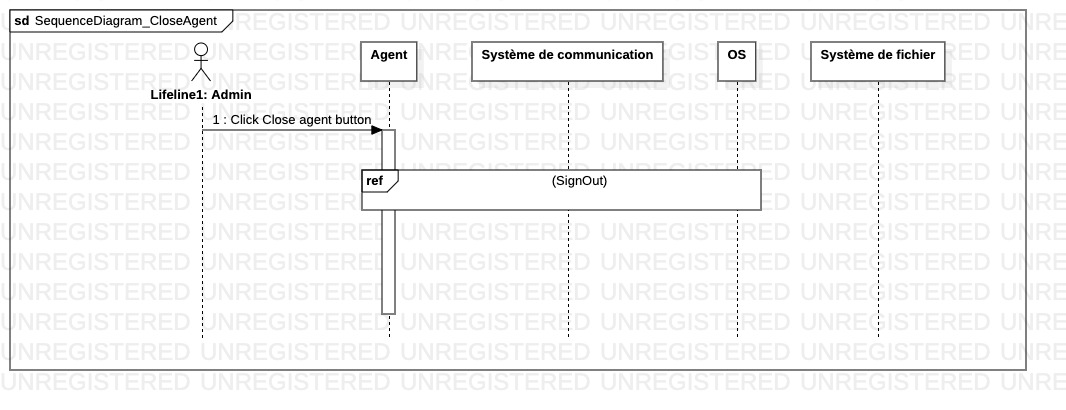 sd SequenceDiagram_CloseAgent
Agent
Système de communication
OS
Système de fichier
Lifeline1: Admin
1 : Click Close agent button
ref
(SignOut)
UNREGISTERED UNREGISTERED UNREGISTERED UNREGISTERED UNREGISTERED UN